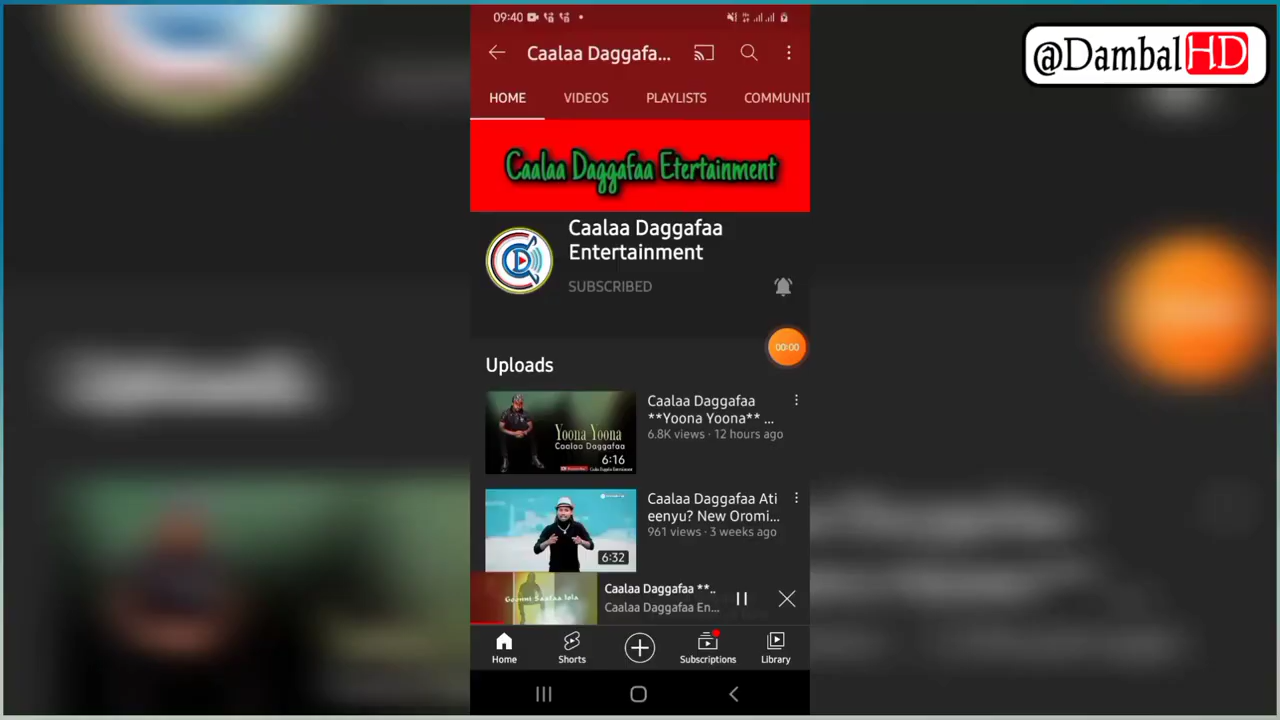 @DambalHD
09:40
Caalaa Daggafa...
HOME VIDEOS PLAYLISTS COMMUNIT
Caalaa Daggafaa Etertainment
Caalaa Daggafaa
Entertainment
SUBSCRIBED
00:00
Uploads
Yoona Yoona
Caalaa Daggafaa
6:16
Caalaa Daggafaa
**Yoona Yoona** ...
6.8K views · 12 hours ago
6:32
Caalaa Daggafaa Ati
eenyu? New Oromi...
961 views · 3 weeks ago
Goonni Saafaa lola
Caalaa Daggafaa **..
Caalaa Daggafaa En...
Home Shorts Subscriptions Library